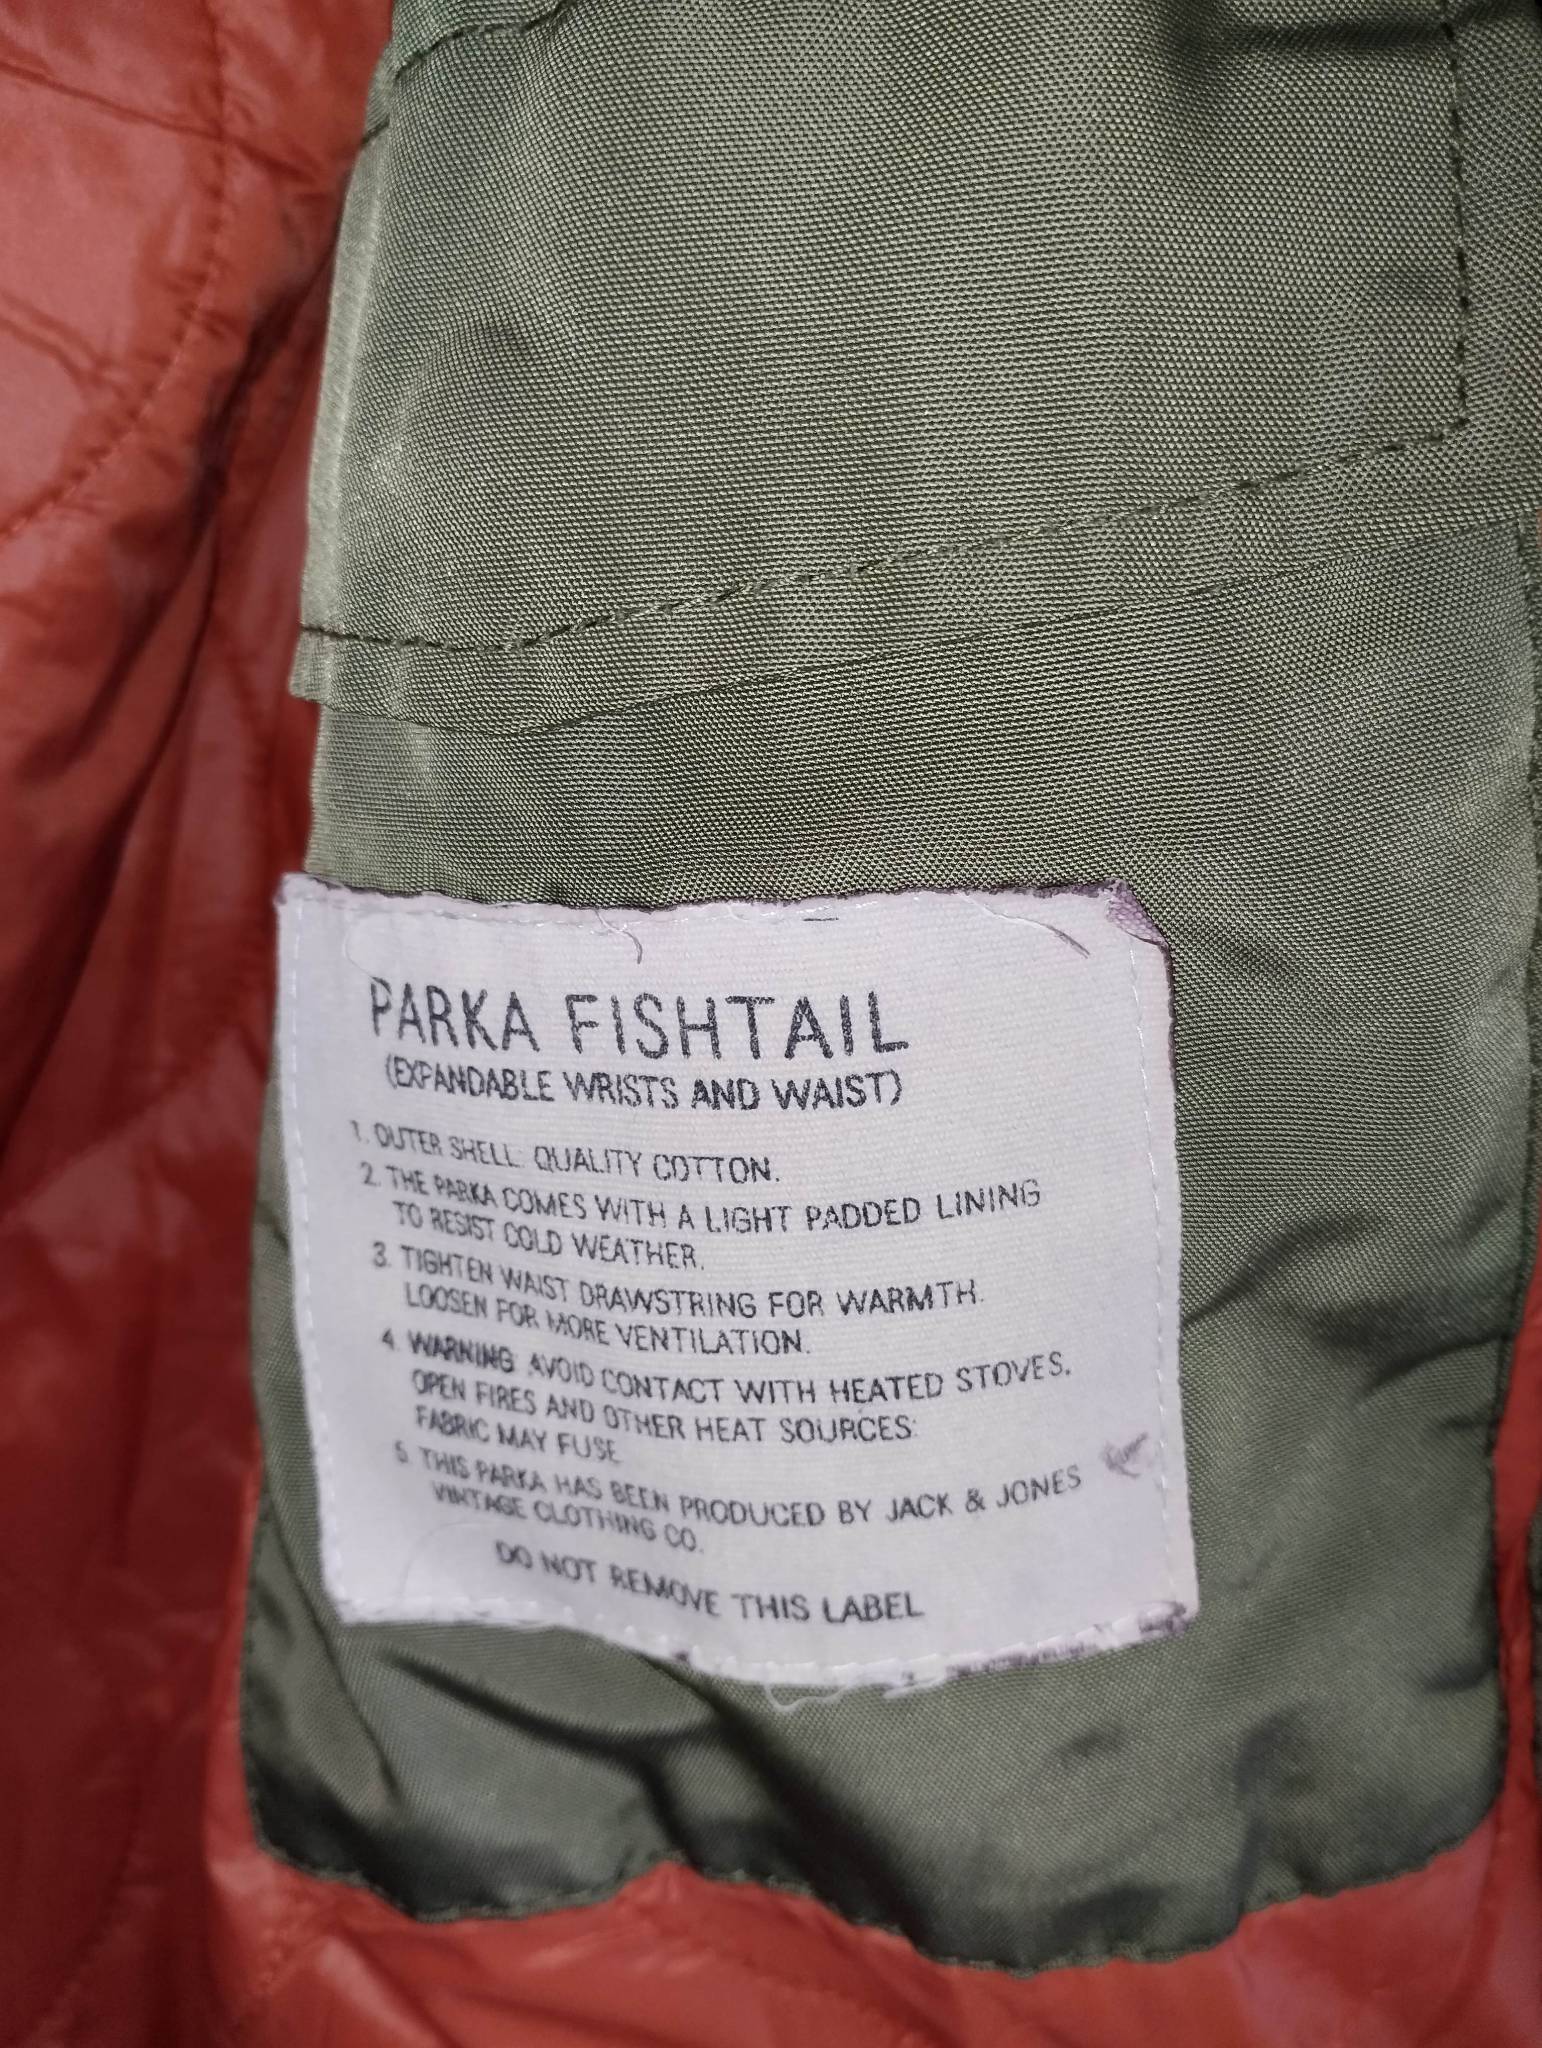 PARKA FISHTAIL
(EXPANDABLE WRISTS AND WAIST)
1. OUTER SHELL: QUALITY COTTON.
2. THE PARKA COMES WITH A LIGHT PADDED LINING
TO RESIST COLD WEATHER.
3. TIGHTEN WAIST DRAWSTRING FOR WARMTH.
LOOSEN FOR MORE VENTILATION.
4. WARNING: AVOID CONTACT WITH HEATED STOVES,
OPEN FIRES AND OTHER HEAT SOURCES:
FABRIC MAY FUSE
5. THIS PARKA HAS BEEN PRODUCED BY JACK & JONES
VINTAGE CLOTHING CO.
DO NOT REMOVE THIS LABEL